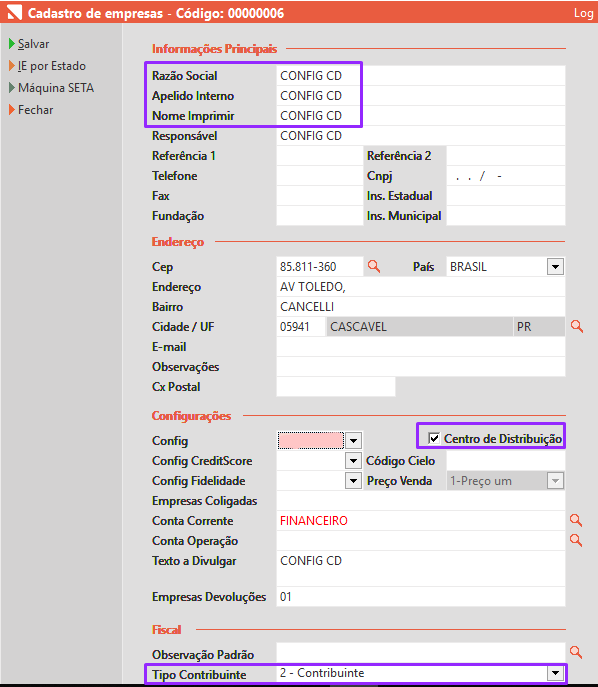 Cadastro de empresas - Código: 00000006 Log
Salvar
IE por Estado
Máquina SETA
Fechar
Informações Principais
Razão Social CONFIG CD
Apelido Interno CONFIG CD
Nome Imprimir CONFIG CD
Responsável CONFIG CD
Referência 1 Referência 2
Telefone Cnpj . . / -
Fax Ins. Estadual
Fundação Ins. Municipal
Endereço
Cep 85.811-360 País BRASIL
Endereço AV TOLEDO,
Bairro CANCELLI
Cidade / UF 05941 CASCAVEL PR
E-mail
Observações
Cx Postal
Configurações
Config Centro de Distribuição
Config CreditScore Código Cielo
Config Fidelidade Preço Venda 1-Preço um
Empresas Coligadas
Conta Corrente FINANCEIRO
Conta Operação
Texto a Divulgar CONFIG CD
Empresas Devoluções 01
Fiscal
Observação Padrão
Tipo Contribuinte 2 - Contribuinte